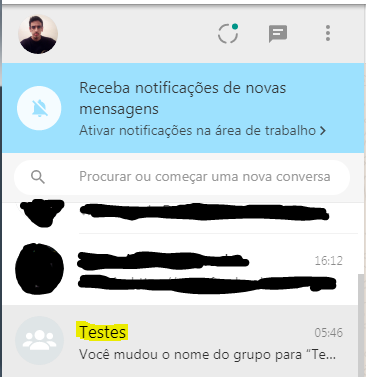 Receba notificações de novas
mensagens
Ativar notificações na área de trabalho
Procurar ou começar uma nova conversa
16:12
Testes 05:46
Você mudou o nome do grupo para “Te...